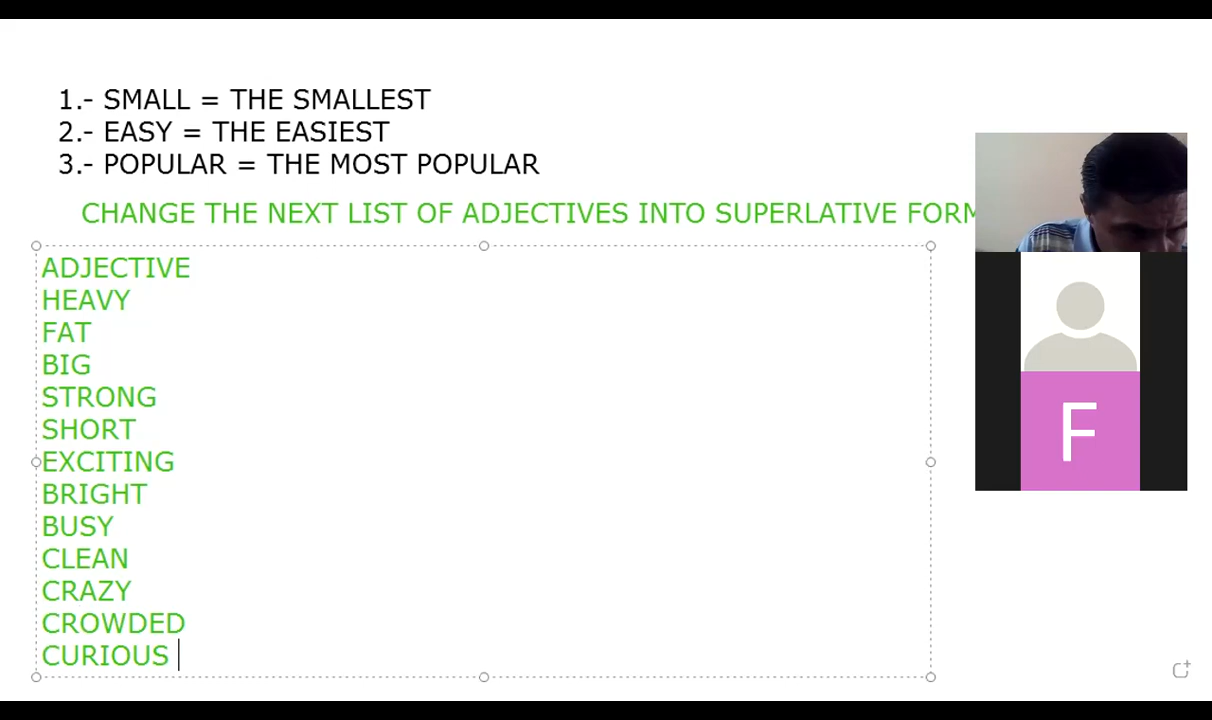 1.- SMALL = THE SMALLEST
2.- EASY = THE EASIEST
3.- POPULAR = THE MOST POPULAR
CHANGE THE NEXT LIST OF ADJECTIVES INTO SUPERLATIVE FORM
ADJECTIVE
HEAVY
FAT
BIG
STRONG
SHORT
EXCITING
BRIGHT
BUSY
CLEAN
CRAZY
CROWDED
CURIOUS
F